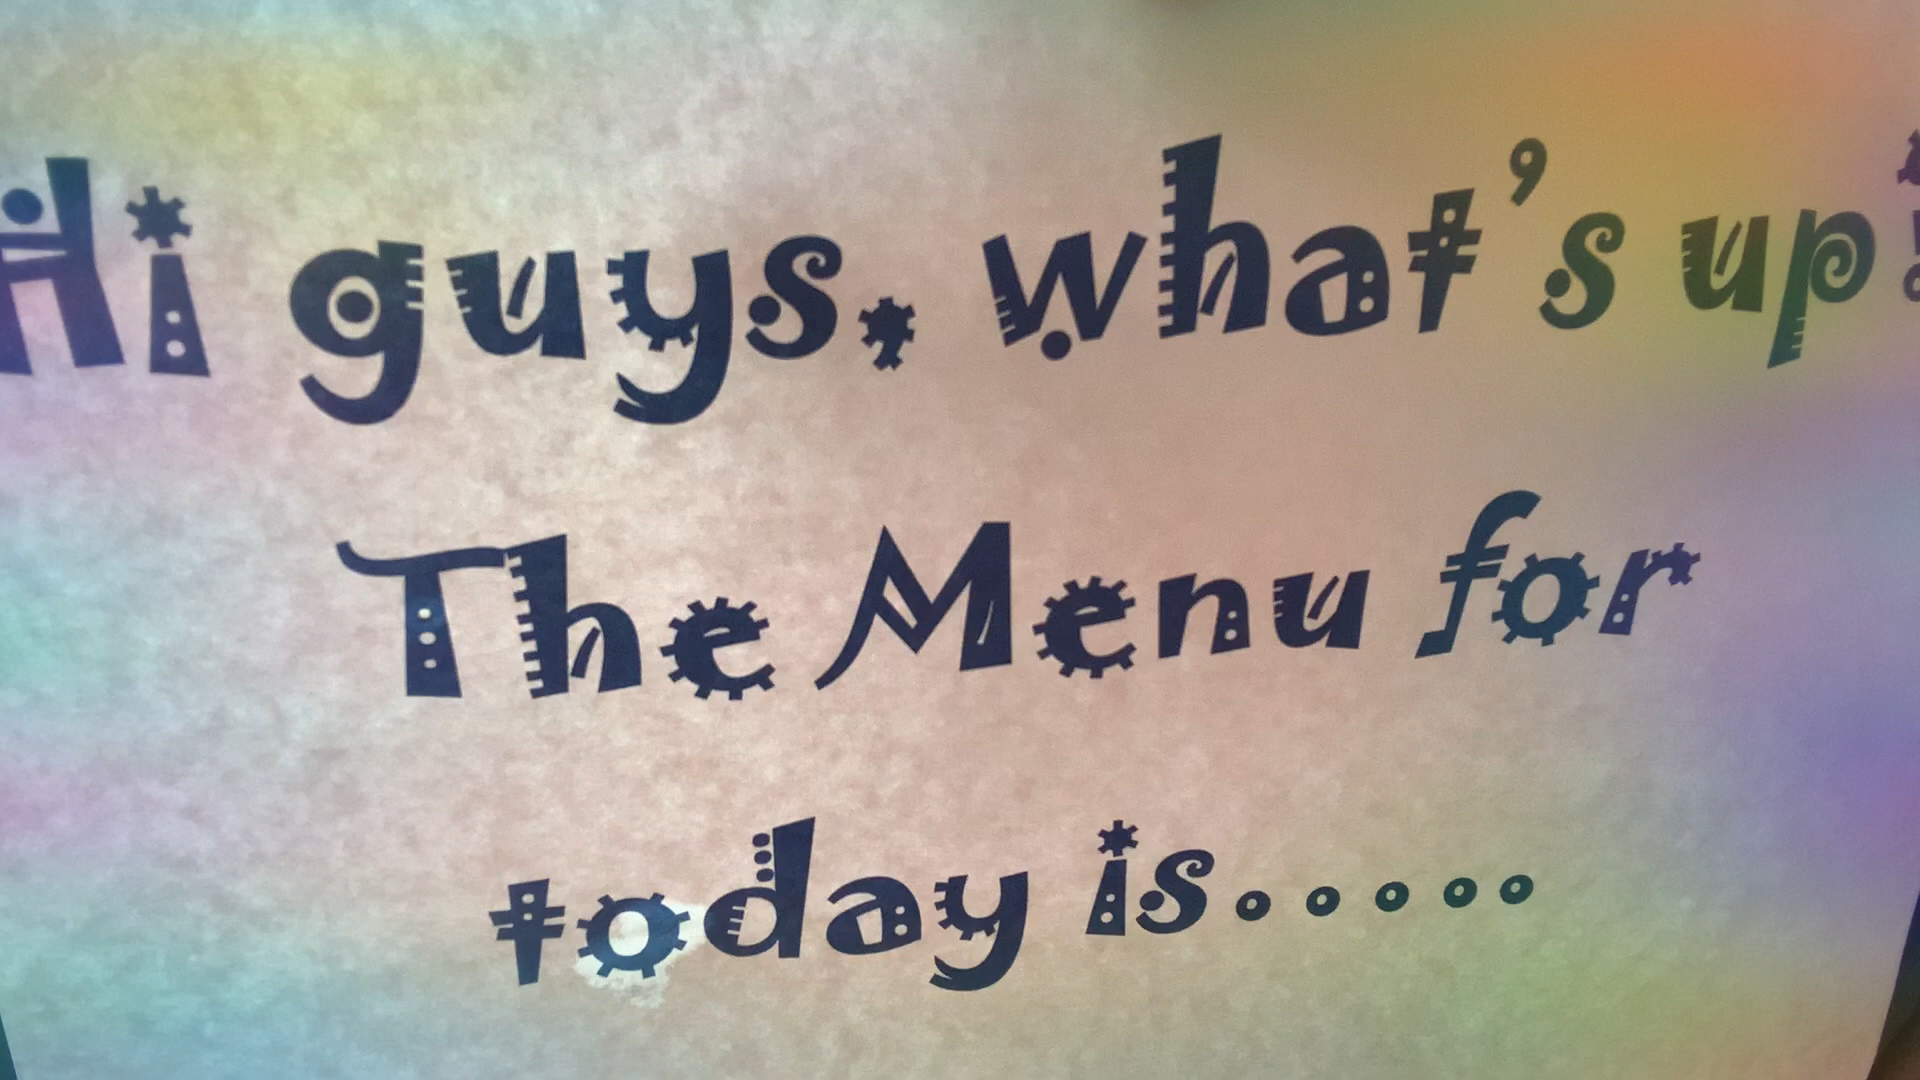 Hi guys, what's up!
The Menu for
today is.....